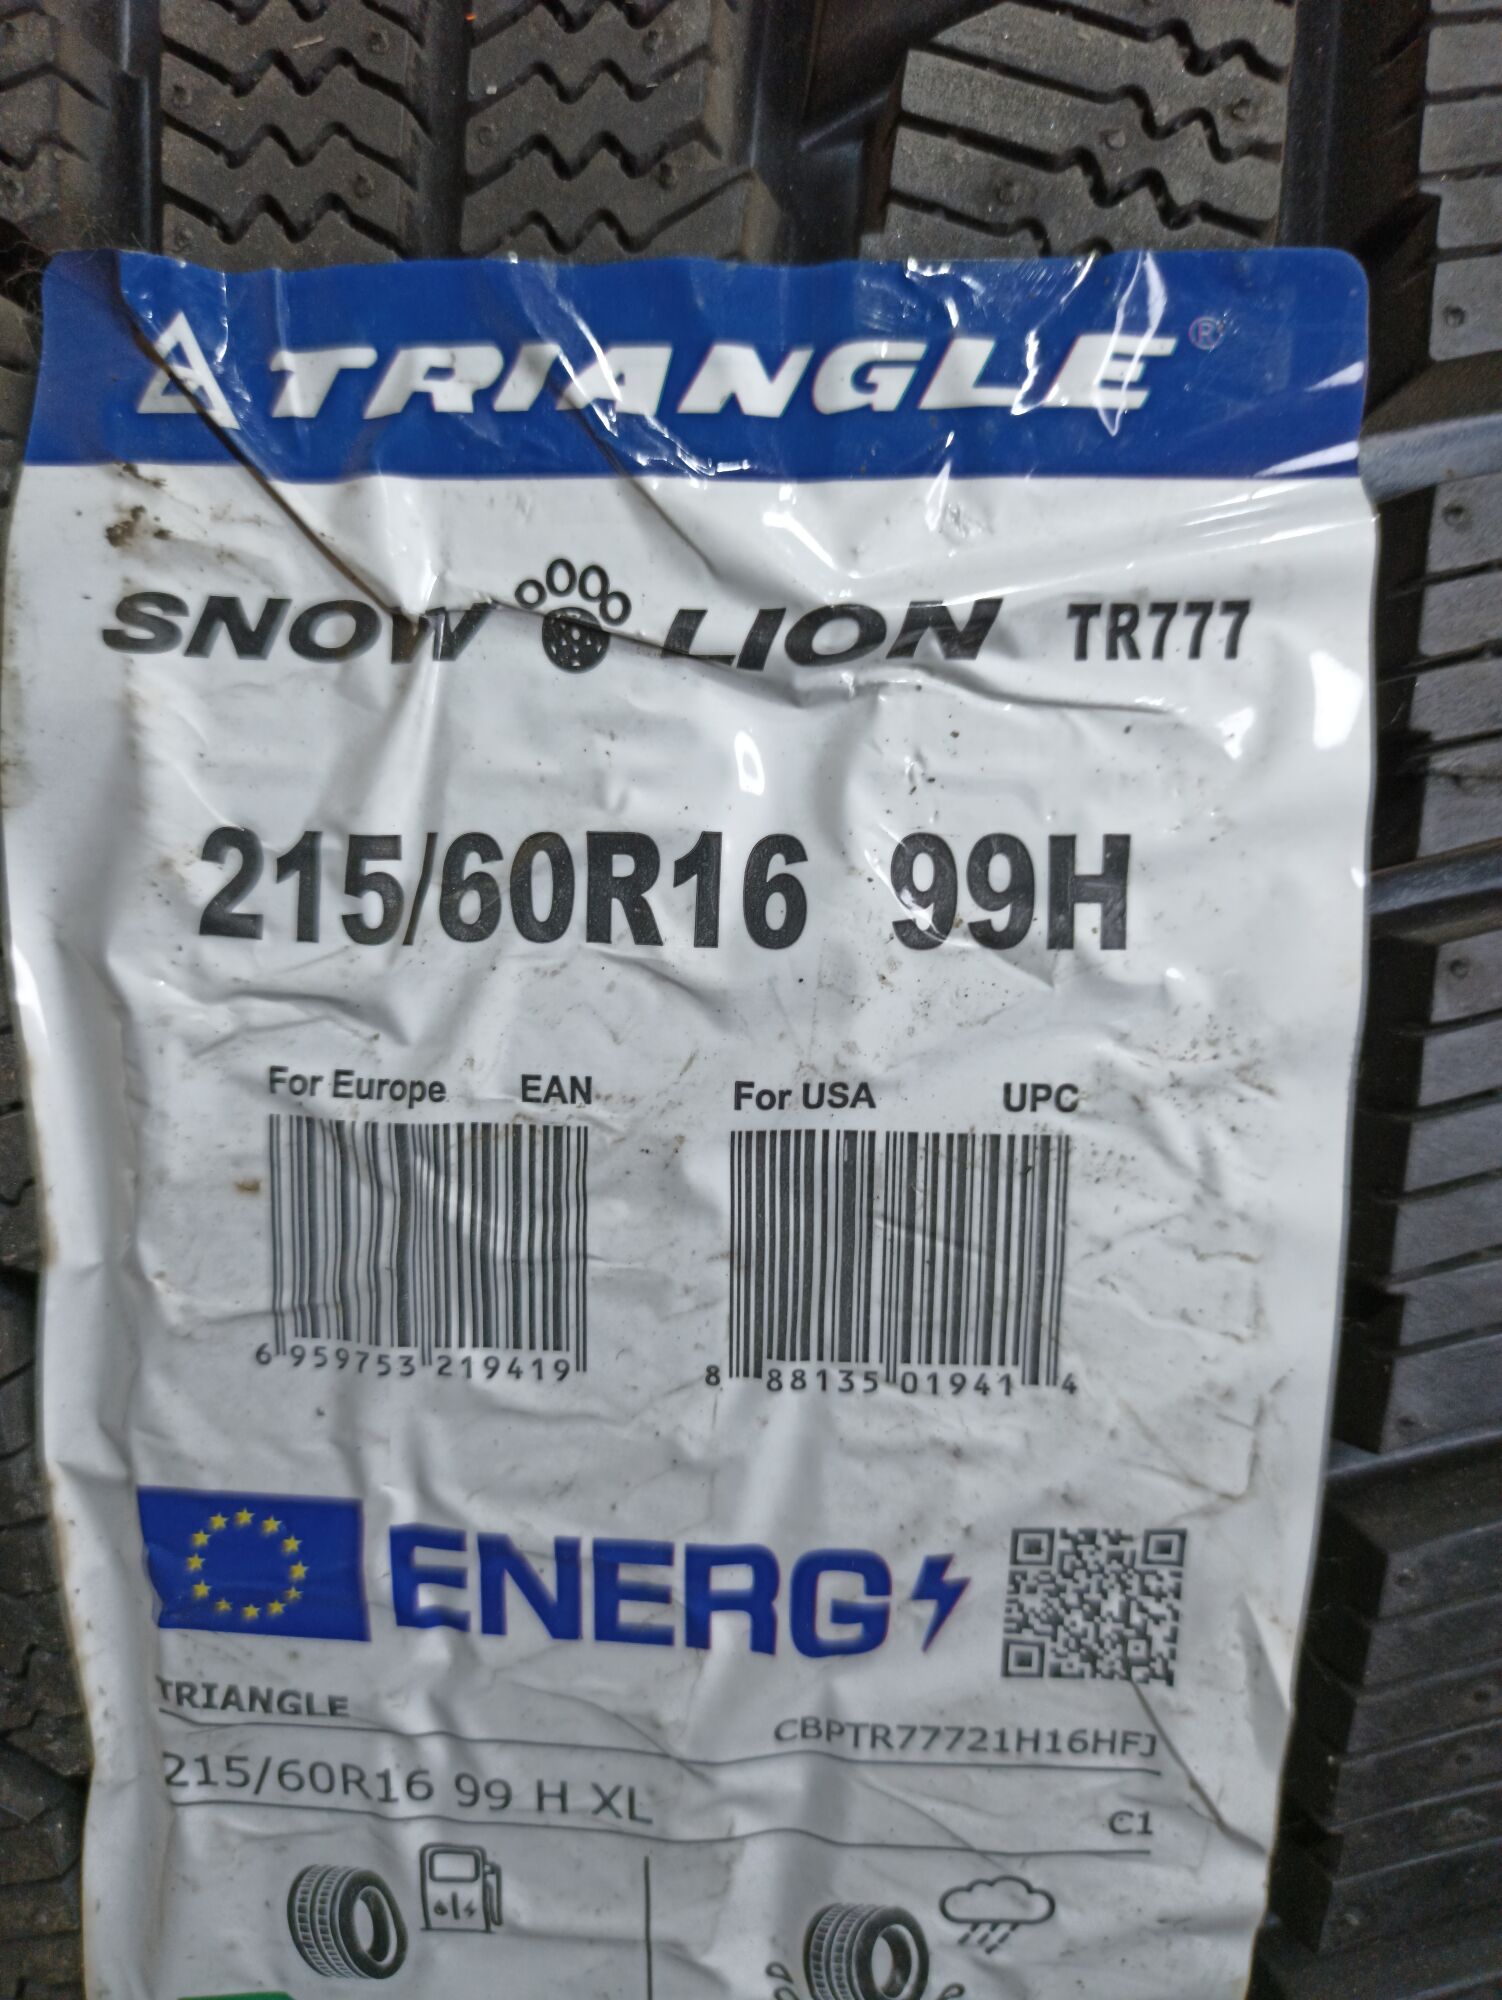 TRIANGLE ®
SNOW LION TR777
215/60R16 99H
For Europe EAN For USA UPC
6 959753 219419 8 88135 01941 4
ENERG
TRIANGLE CBPTR77721H16HFJ
215/60R16 99 H XL C1